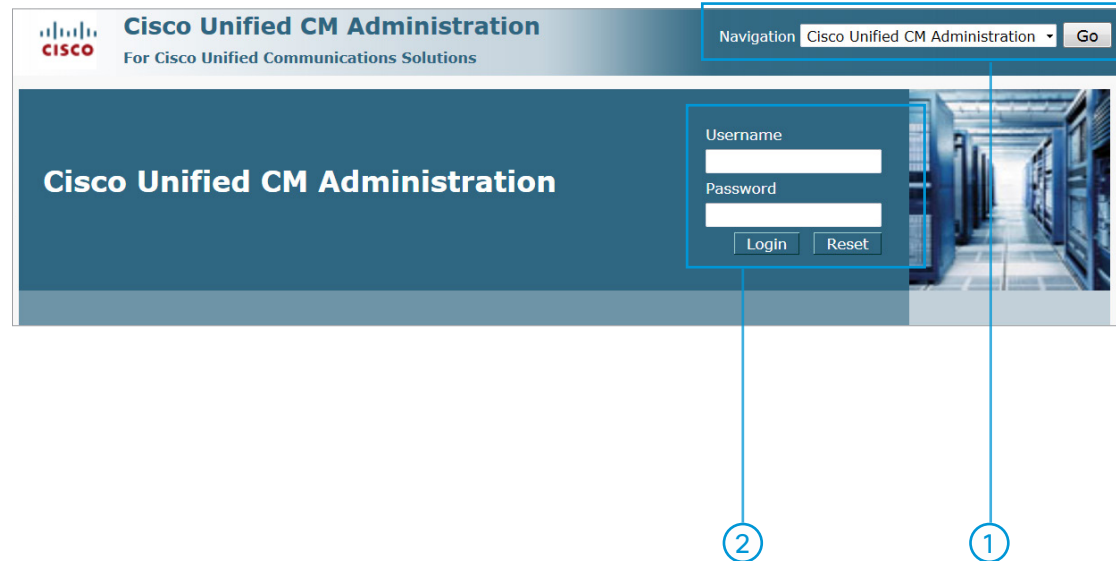 CISCO
Cisco Unified CM Administration
For Cisco Unified Communications Solutions
Navigation Cisco Unified CM Administration Go
Cisco Unified CM Administration
Username
Password
Login Reset
2 1